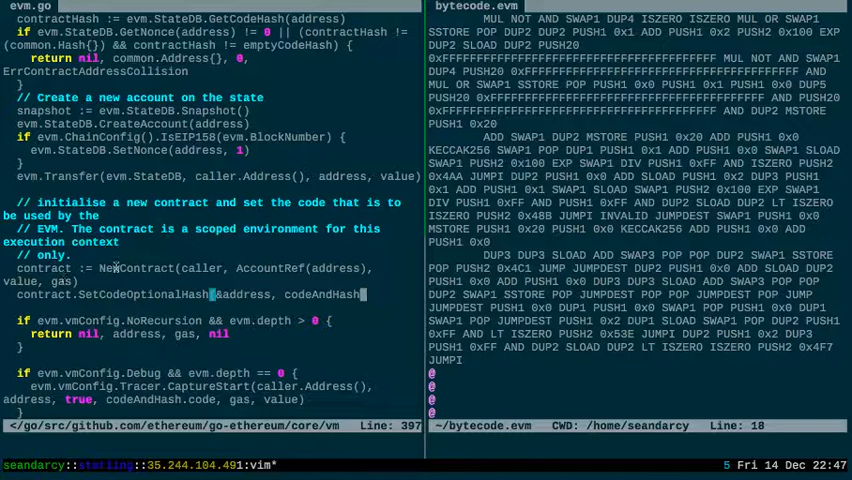 evm.go
contractHash := evm.StateDB.GetCodeHash(address)
if evm.StateDB.GetNonce(address) != 0 || (contractHash !=
(common.Hash{}) && contractHash != emptyCodeHash) {
return nil, common.Address{}, 0,
ErrContractAddressCollision
}
// Create a new account on the state
snapshot := evm.StateDB.Snapshot()
evm.StateDB.CreateAccount(address)
if evm.ChainConfig().IsEIP158(evm.BlockNumber) {
evm.StateDB.SetNonce(address, 1)
}
evm.Transfer(evm.StateDB, caller.Address(), address, value)
// initialise a new contract and set the code that is to
be used by the
// EVM. The contract is a scoped environment for this
execution context
// only.
contract := NewContract(caller, AccountRef(address),
value, gas)
contract.SetCodeOptionalHash(&address, codeAndHash
if evm.vmConfig.NoRecursion && evm.depth > 0 {
return nil, address, gas, nil
}
if evm.vmConfig.Debug && evm.depth == 0 {
evm.vmConfig.Tracer.CaptureStart(caller.Address(),
address, true, codeAndHash.code, gas, value)
}
</go/src/github.com/ethereum/go-ethereum/core/vm Line: 397
bytecode.evm
MUL NOT AND SWAP1 DUP4 ISZERO ISZERO MUL OR SWAP1
SSTORE POP DUP2 DUP2 PUSH1 0x1 ADD PUSH1 0x2 PUSH2 0x100 EXP
DUP2 SLOAD DUP2 PUSH20
0xFFFFFFFFFFFFFFFFFFFFFFFFFFFFFFFFFFFFFFFF MUL NOT AND SWAP1
DUP4 PUSH20 0xFFFFFFFFFFFFFFFFFFFFFFFFFFFFFFFFFFFFFFFF AND
MUL OR SWAP1 SSTORE POP PUSH1 0x0 PUSH1 0x1 PUSH1 0x0 DUP5
PUSH20 0xFFFFFFFFFFFFFFFFFFFFFFFFFFFFFFFFFFFFFFFF AND PUSH20
0xFFFFFFFFFFFFFFFFFFFFFFFFFFFFFFFFFFFFFFFF AND DUP2 MSTORE
PUSH1 0x20
ADD SWAP1 DUP2 MSTORE PUSH1 0x20 ADD PUSH1 0x0
KECCAK256 SWAP1 POP DUP1 PUSH1 0x1 ADD PUSH1 0x0 SWAP1 SLOAD
SWAP1 PUSH2 0x100 EXP SWAP1 DIV PUSH1 0xFF AND ISZERO PUSH2
0x4AA JUMPI DUP2 PUSH1 0x0 ADD SLOAD DUP2 PUSH1 0x2 DUP3 PUSH1
0x1 ADD PUSH1 0x1 SWAP1 SLOAD SWAP1 PUSH2 0x100 EXP SWAP1
DIV PUSH1 0xFF AND PUSH1 0xFF AND DUP2 SLOAD DUP2 LT ISZERO
ISZERO PUSH2 0x48B JUMPI INVALID JUMPDEST SWAP1 PUSH1 0x0
MSTORE PUSH1 0x20 PUSH1 0x0 KECCAK256 ADD PUSH1 0x0 ADD
PUSH1 0x0
DUP3 DUP3 SLOAD ADD SWAP3 POP POP DUP2 SWAP1 SSTORE
POP PUSH2 0x4C1 JUMP JUMPDEST DUP2 PUSH1 0x0 ADD SLOAD DUP2
PUSH1 0x0 ADD PUSH1 0x0 DUP3 DUP3 SLOAD ADD SWAP3 POP POP
DUP2 SWAP1 SSTORE POP JUMPDEST POP JUMPDEST POP POP JUMP
JUMPDEST PUSH1 0x0 DUP1 DUP1 PUSH1 0x0 SWAP2 POP PUSH1 0x0
SWAP1 POP JUMPDEST PUSH1 0x2 DUP1 SLOAD SWAP1 POP DUP2 PUSH1
0xFF AND LT ISZERO PUSH2 0x53E JUMPI DUP2 PUSH1 0x2 DUP3
PUSH1 0xFF AND DUP2 SLOAD DUP2 LT ISZERO ISZERO PUSH2 0x4F7
JUMPI
@
@
@
@
~/bytecode.evm CWD: /home/seandarcy Line: 18
seandarcy::sterling::35.244.104.491:vim* 5 Fri 14 Dec 22:47